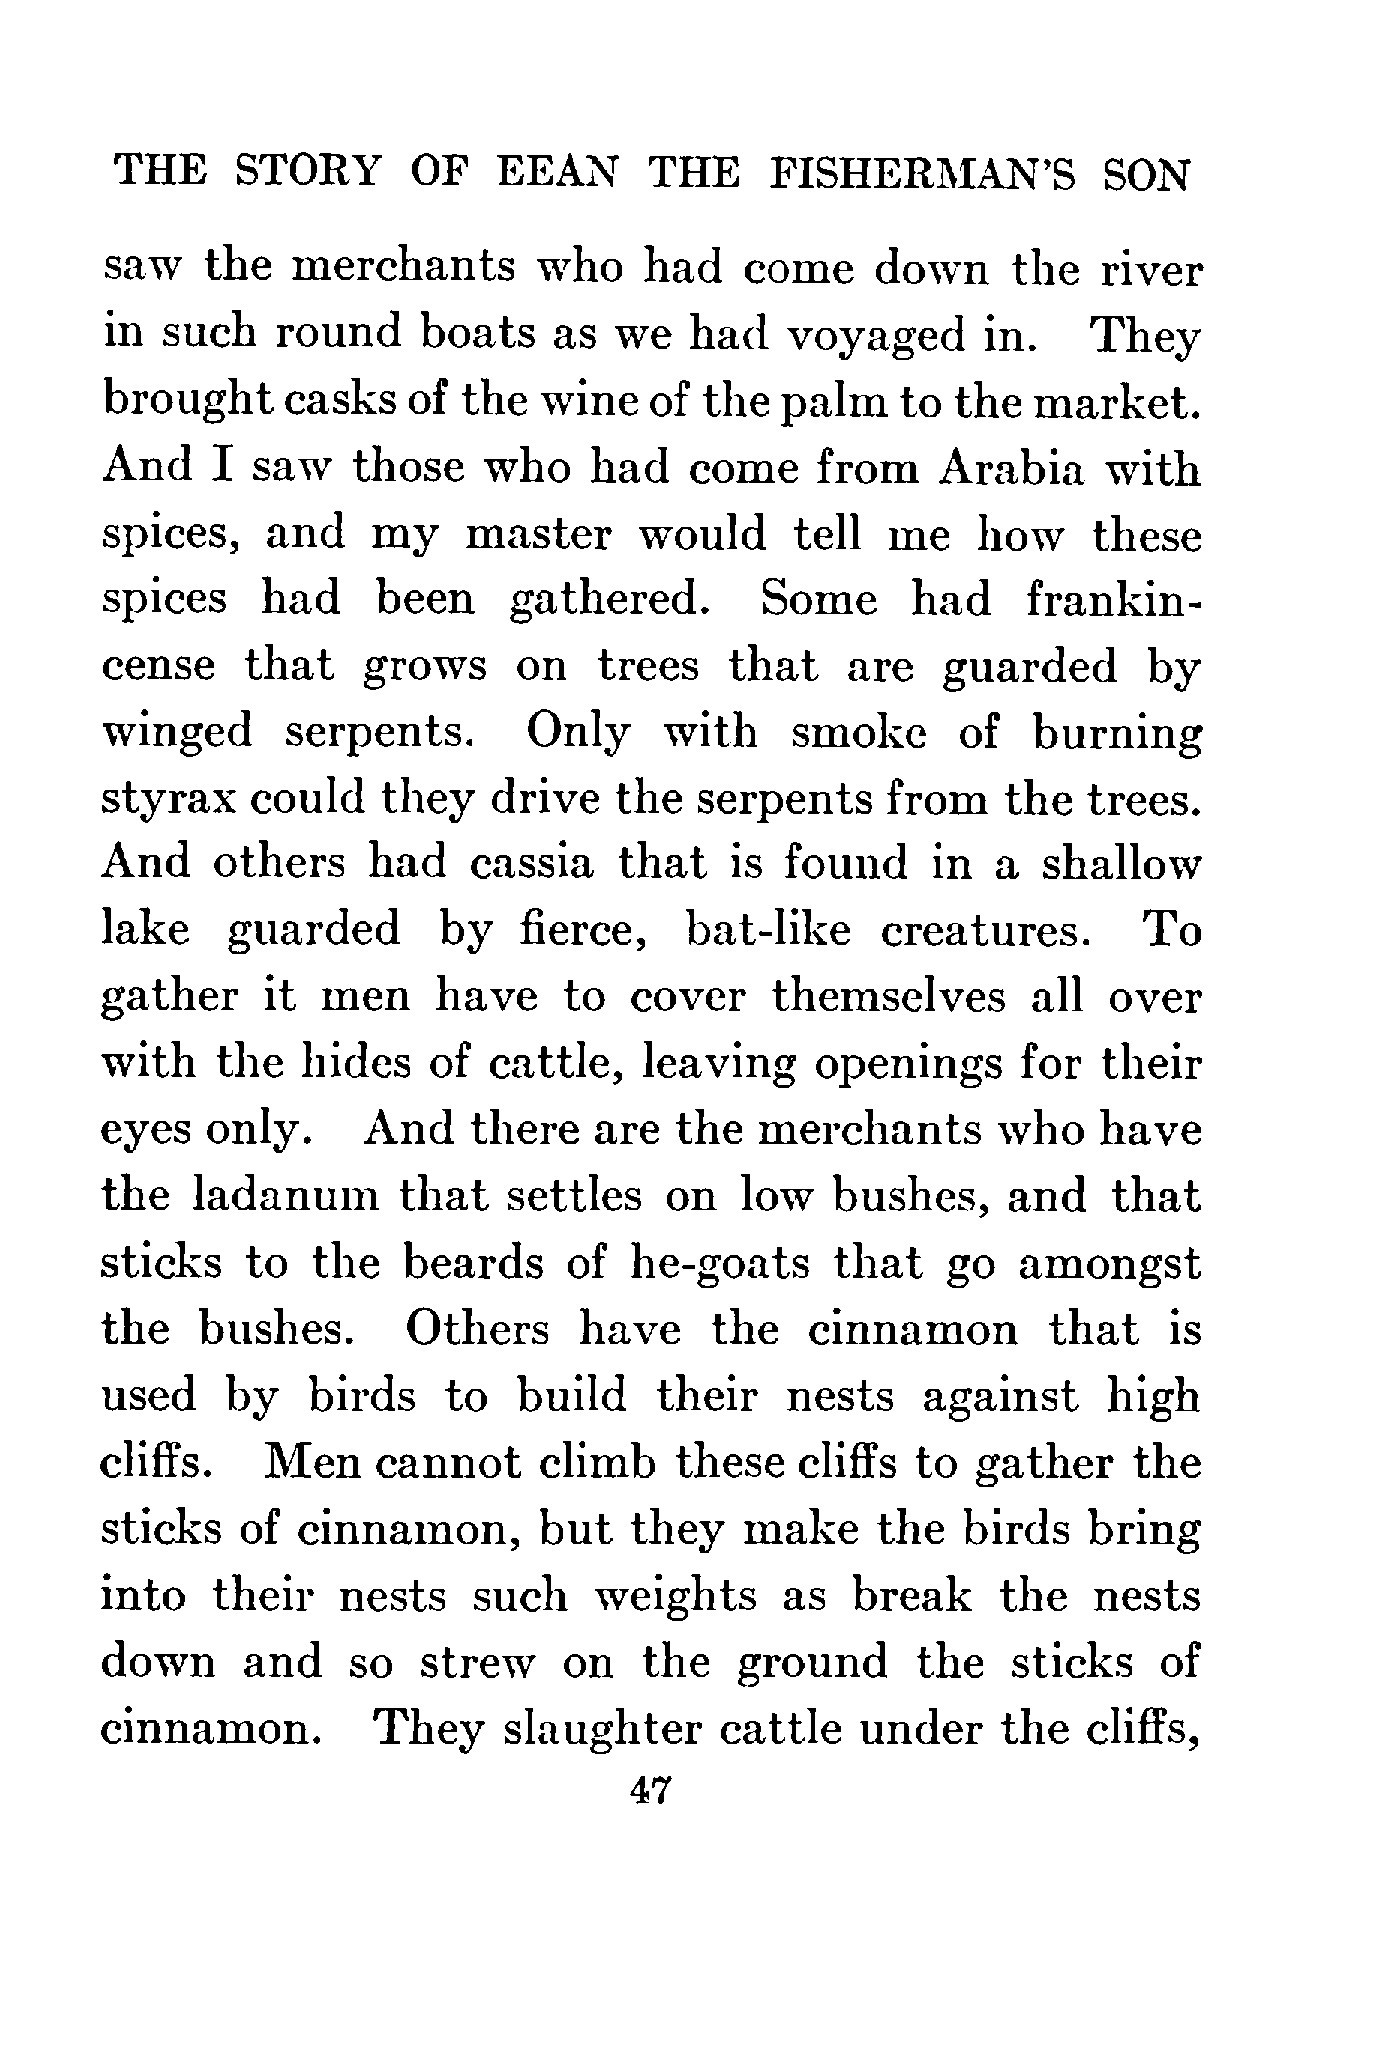 THE STORY OF EEAN THE FISHERMAN'S SON
saw the merchants who had come down the river
in such round boats as we had voyaged in. They
brought casks of the wine of the palm to the market.
And I saw those who had come from Arabia with
spices, and my master would tell me how these
spices had been gathered. Some had frankin-
cense that grows on trees that are guarded by
winged serpents. Only with smoke of burning
styrax could they drive the serpents from the trees.
And others had cassia that is found in a shallow
lake guarded by fierce, bat-like creatures. To
gather it men have to cover themselves all over
with the hides of cattle, leaving openings for their
eyes only. And there are the merchants who have
the ladanum that settles on low bushes, and that
sticks to the beards of he-goats that go amongst
the bushes. Others have the cinnamon that is
used by birds to build their nests against high
cliffs. Men cannot climb these cliffs to gather the
sticks of cinnamon, but they make the birds bring
into their nests such weights as break the nests
down and so strew on the ground the sticks of
cinnamon. They slaughter cattle under the cliffs,
47